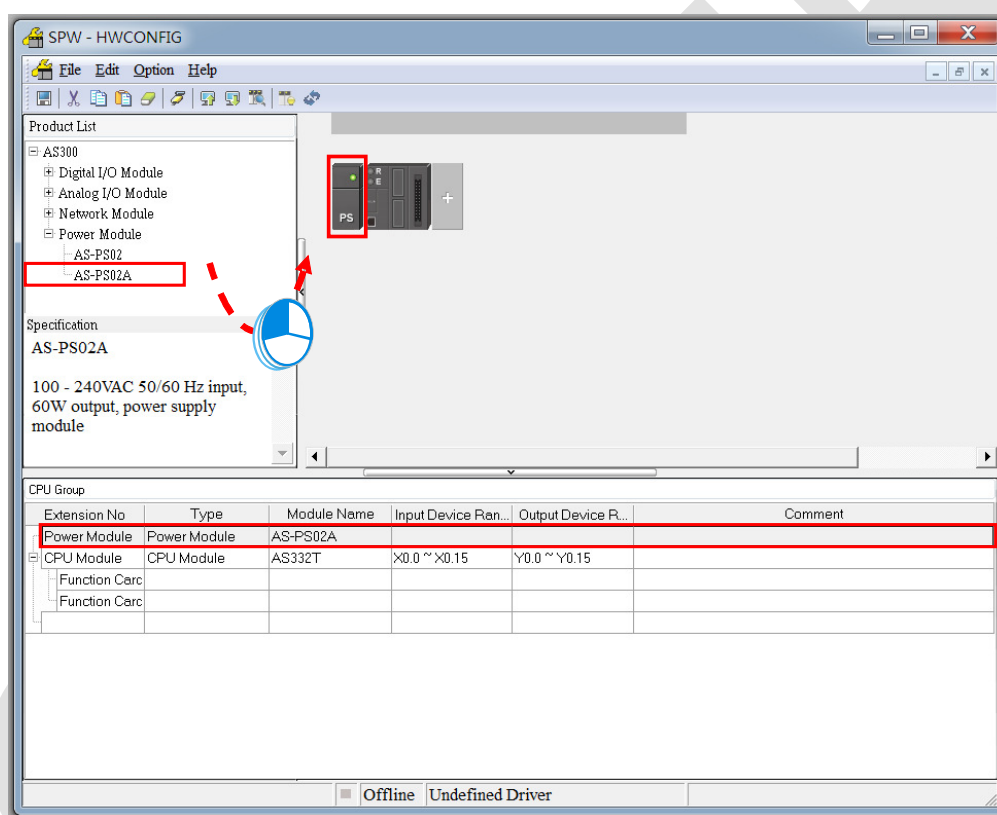 SPW - HWCONFIG
File Edit Option Help
Product List
AS300
Digital I/O Module
Analog I/O Module
Network Module
Power Module
AS-PS02
AS-PS02A
R
E
PS
+
Specification
AS-PS02A
100 - 240VAC 50/60 Hz input,
60W output, power supply
module
CPU Group
Extension No Type Module Name Input Device Ran... Output Device R... Comment
Power Module Power Module AS-PS02A
CPU Module CPU Module AS332T X0.0 ~ X0.15 Y0.0 ~ Y0.15
Function Carc
Function Carc
Offline Undefined Driver